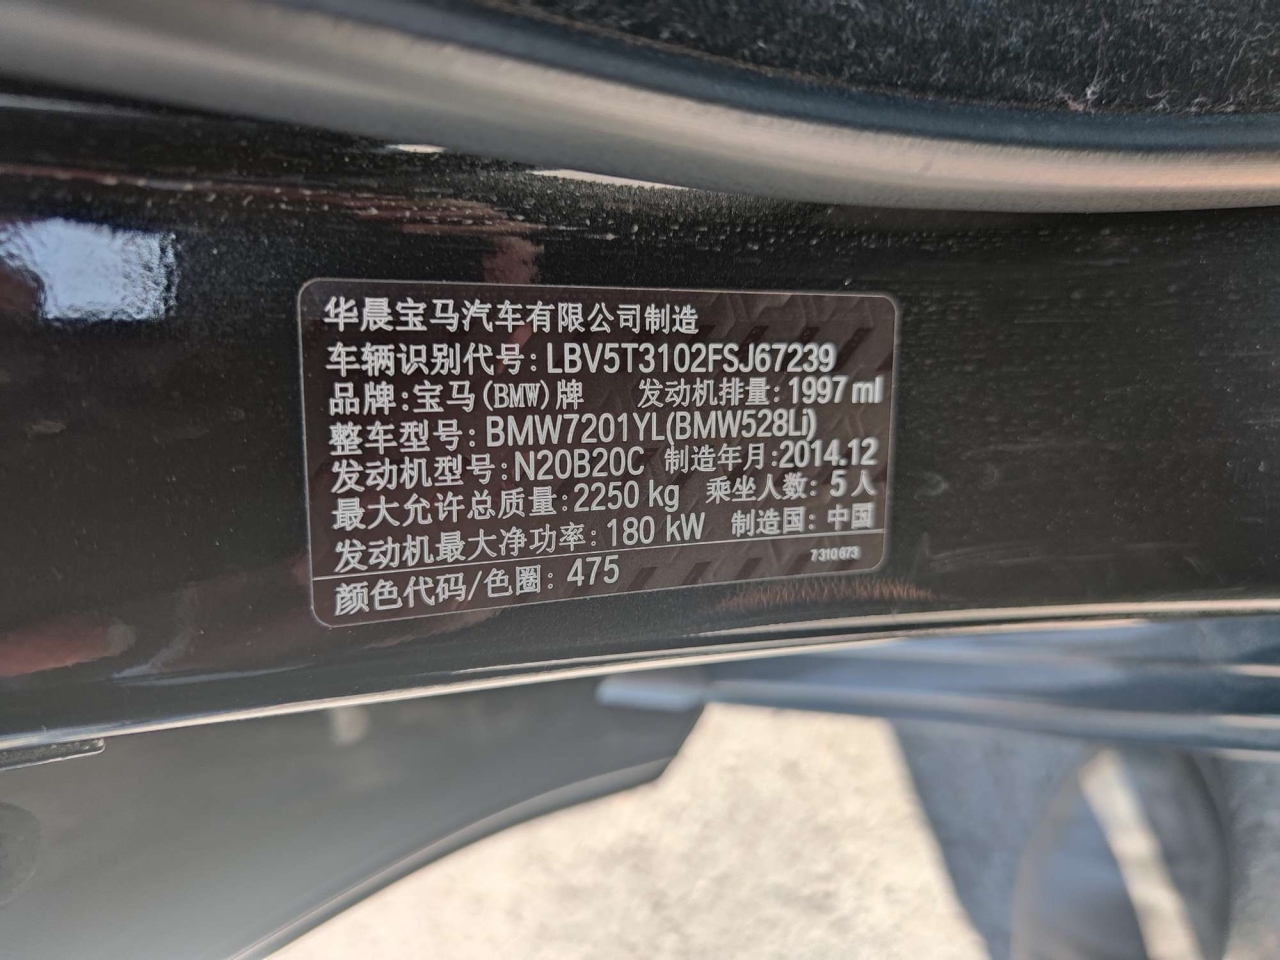 华晨宝马汽车有限公司制造
车辆识别代号: LBV5T3102FSJ67239
品牌: 宝马(BMW)牌 发动机排量: 1997 ml
整车型号: BMW7201YL(BMW528Li)
发动机型号: N20B20C 制造年月: 2014.12
最大允许总质量: 2250 kg 乘坐人数: 5 人
发动机最大净功率: 180 kW 制造国: 中国
7 310 673
颜色代码/色圈: 475